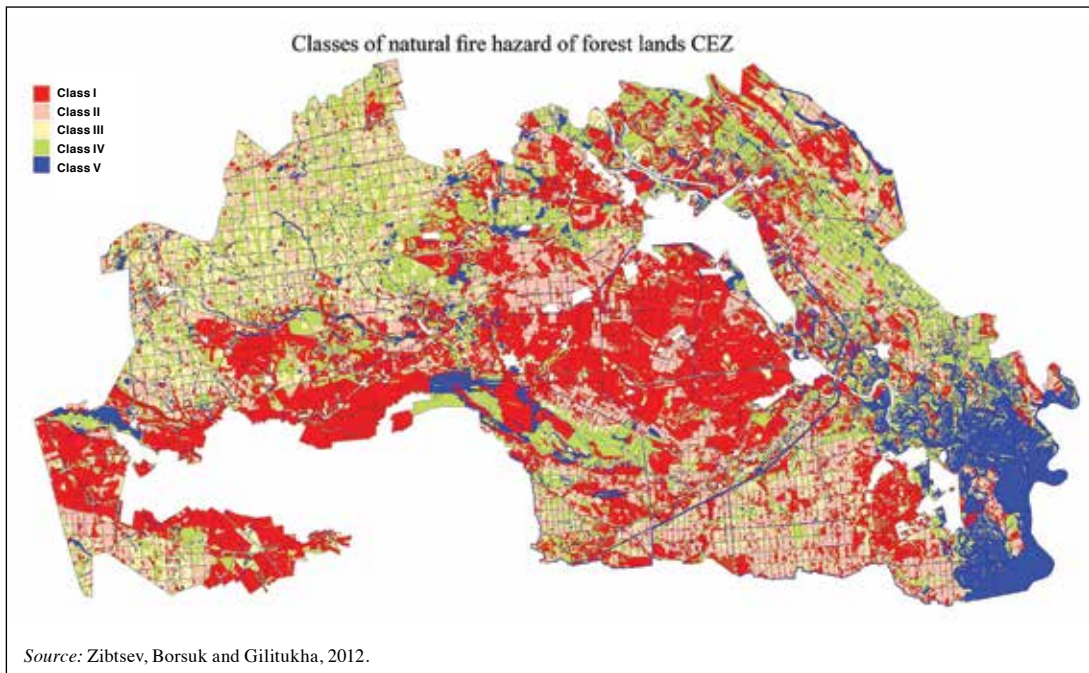 Classes of natural fire hazard of forest lands CEZ
Class I
Class II
Class III
Class IV
Class V
Source: Zibtsev, Borsuk and Gilitukha, 2012.